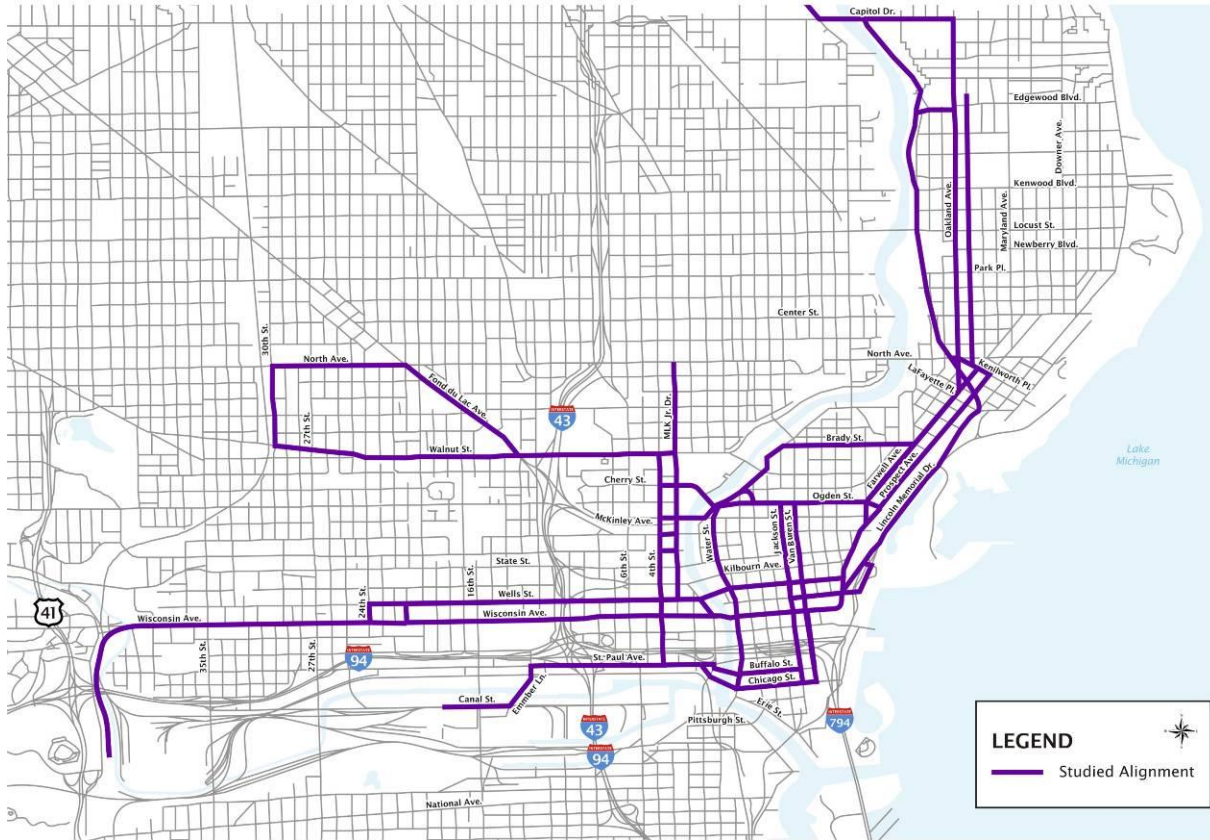 Capitol Dr.
Edgewood Blvd.
Downer Ave.
Kenwood Blvd.
Oakland Ave.
Maryland Ave.
Locust St.
Newberry Blvd.
Park Pl.
Center St.
30th St.
North Ave.
North Ave.
Kenilworth Pl.
LaFayette Pl.
Fond du Lac Ave.
27th St.
INTERSTATE
43
MLK Jr. Dr.
Walnut St.
Brady St.
Lake
Michigan
Farwell Ave.
Prospect Ave.
Lincoln Memorial Dr.
Cherry St.
Ogden St.
McKinley Ave.
Water St.
Jackson St.
Van Buren St.
State St.
6th St.
4th St.
Kilbourn Ave.
16th St.
24th St.
Wells St.
41
Wisconsin Ave.
Wisconsin Ave.
35th St.
27th St.
INTERSTATE
94
St. Paul Ave.
Buffalo St.
Chicago St.
Emmber Ln.
Canal St.
Erie St.
Pittsburgh St.
INTERSTATE
43
INTERSTATE
794
INTERSTATE
94
National Ave.
LEGEND
Studied Alignment